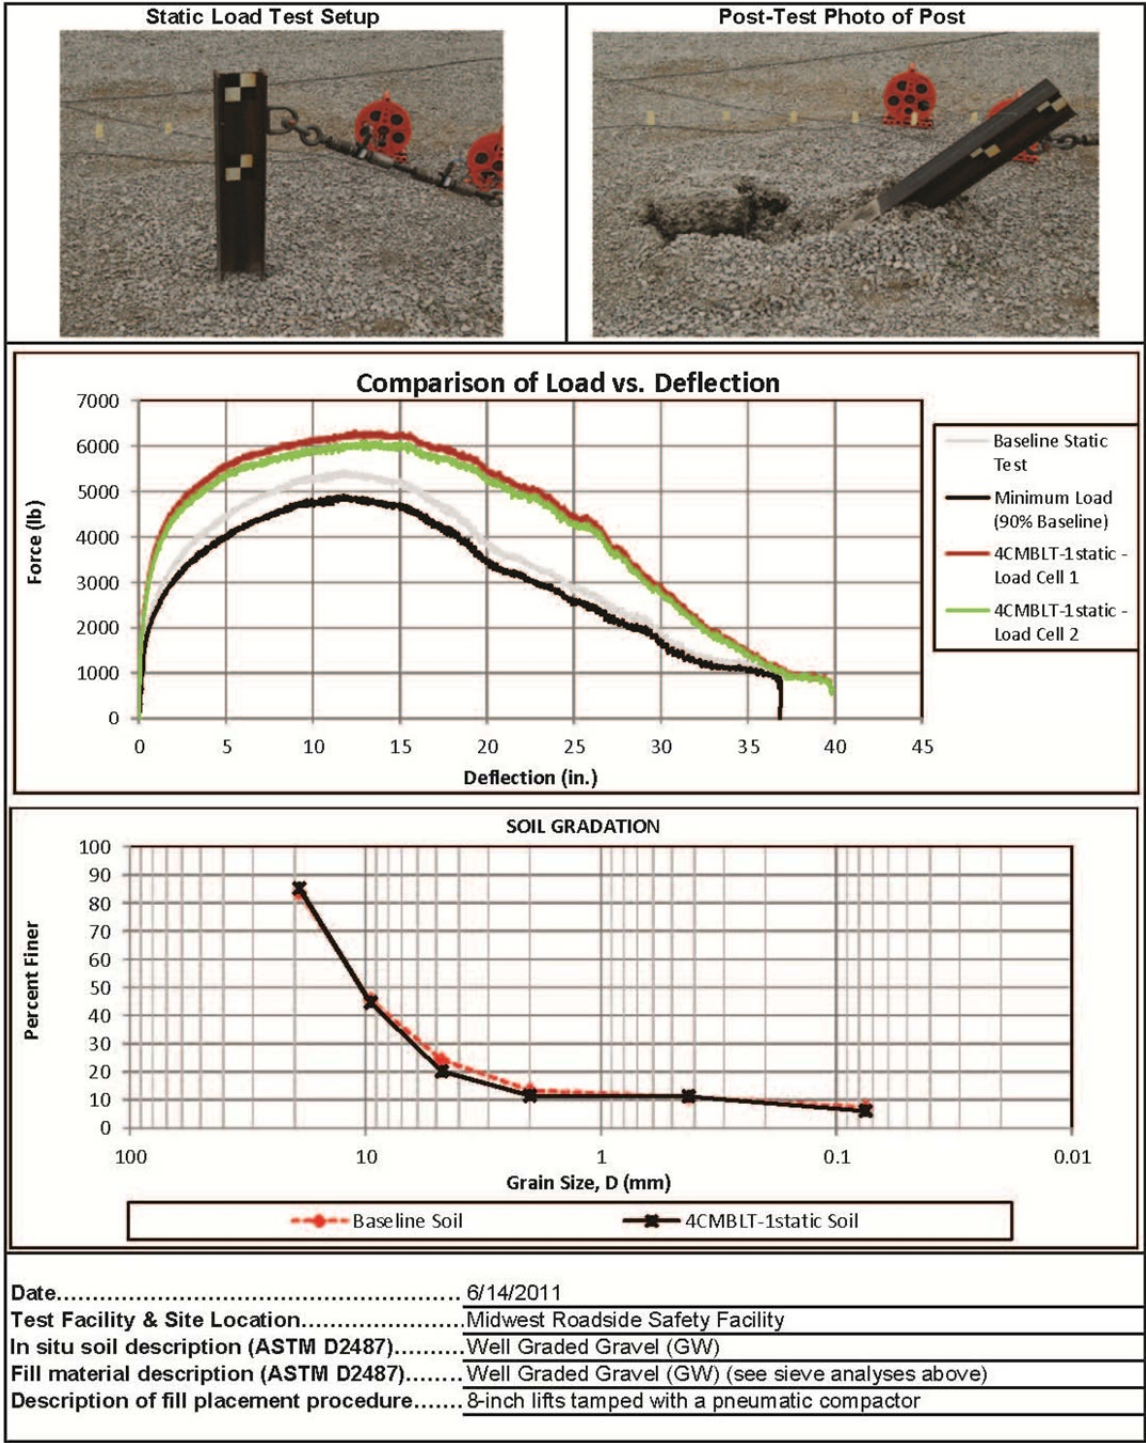 Static Load Test Setup
Post-Test Photo of Post
Comparison of Load vs. Deflection
7000
6000
5000
4000
3000
2000
1000
0
Force (lb)
0 5 10 15 20 25 30 35 40 45
Deflection (in.)
Baseline Static
Test
Minimum Load
(90% Baseline)
4CMBLT-1static -
Load Cell 1
4CMBLT-1static -
Load Cell 2
SOIL GRADATION
100
90
80
70
60
50
40
30
20
10
0
Percent Finer
100 10 1 0.1 0.01
Grain Size, D (mm)
Baseline Soil 4CMBLT-1static Soil
Date.................................................... 6/14/2011
Test Facility & Site Location..................... Midwest Roadside Safety Facility
In situ soil description (ASTM D2487)......... Well Graded Gravel (GW)
Fill material description (ASTM D2487)........ Well Graded Gravel (GW) (see sieve analyses above)
Description of fill placement procedure....... 8-inch lifts tamped with a pneumatic compactor